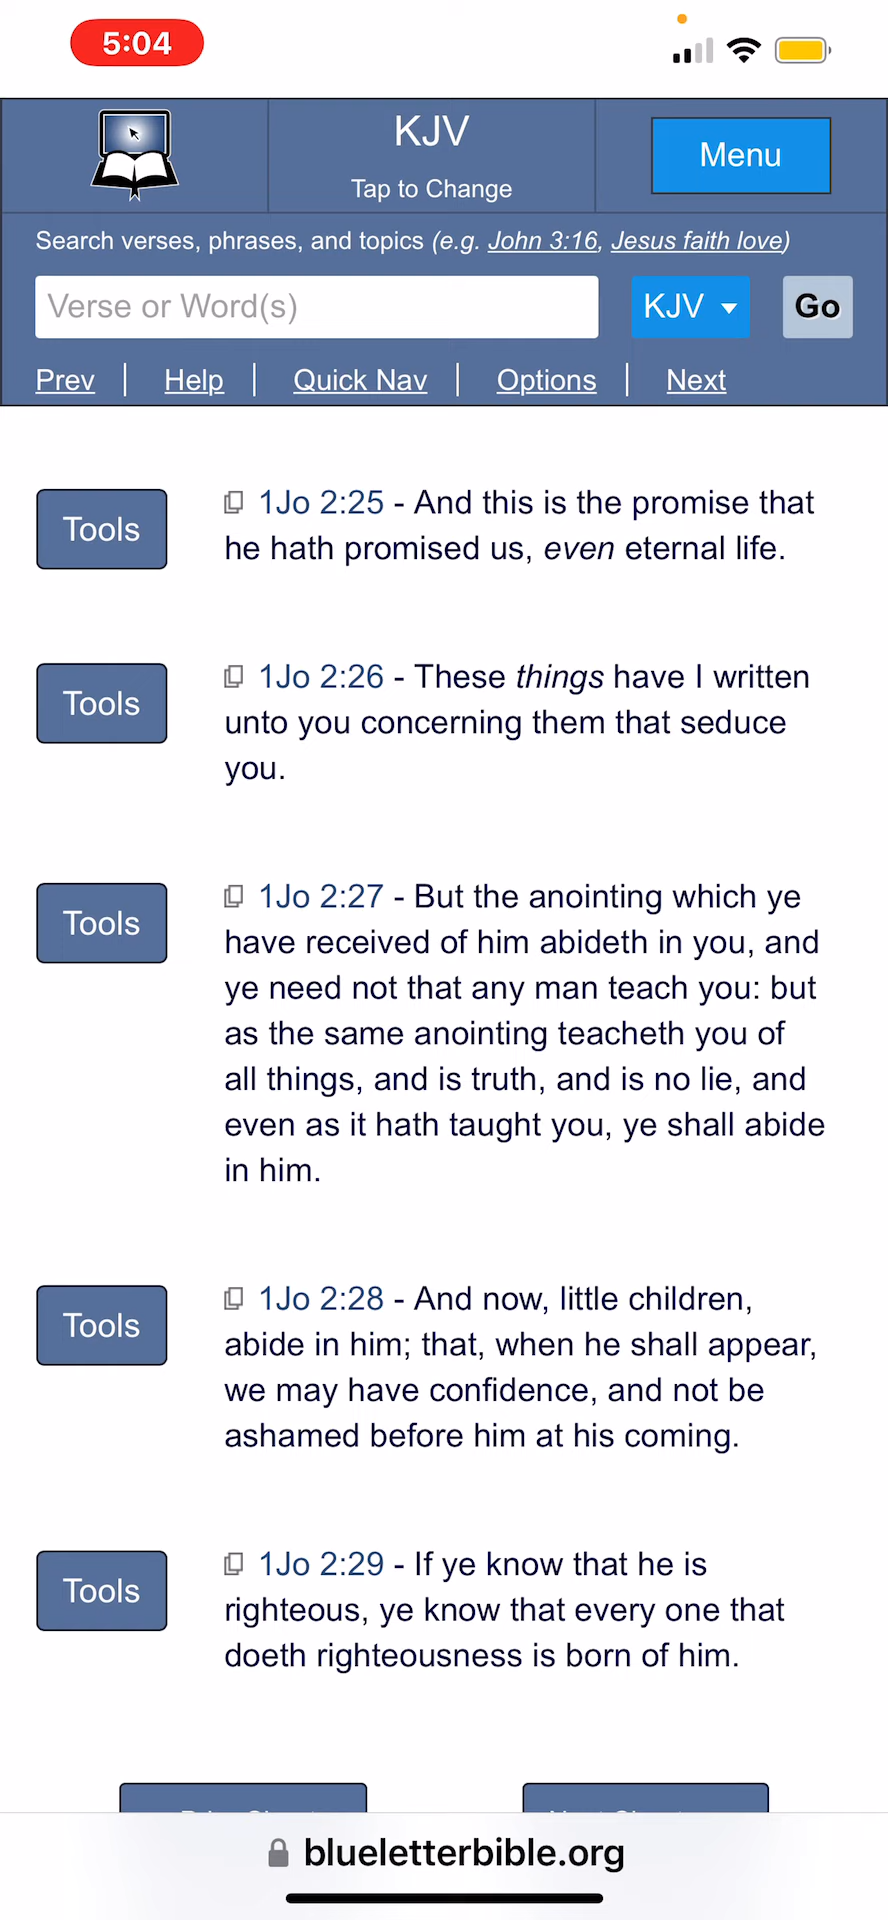 5:04
KJV
Tap to Change
Menu
Search verses, phrases, and topics (e.g. John 3:16, Jesus faith love)
Verse or Word(s)
KJV
Go
Prev | Help | Quick Nav | Options | Next
Tools
1Jo 2:25 - And this is the promise that
he hath promised us, even eternal life.
Tools
1Jo 2:26 - These things have I written
unto you concerning them that seduce
you.
Tools
1Jo 2:27 - But the anointing which ye
have received of him abideth in you, and
ye need not that any man teach you: but
as the same anointing teacheth you of
all things, and is truth, and is no lie, and
even as it hath taught you, ye shall abide
in him.
Tools
1Jo 2:28 - And now, little children,
abide in him; that, when he shall appear,
we may have confidence, and not be
ashamed before him at his coming.
Tools
1Jo 2:29 - If ye know that he is
righteous, ye know that every one that
doeth righteousness is born of him.
blueletterbible.org